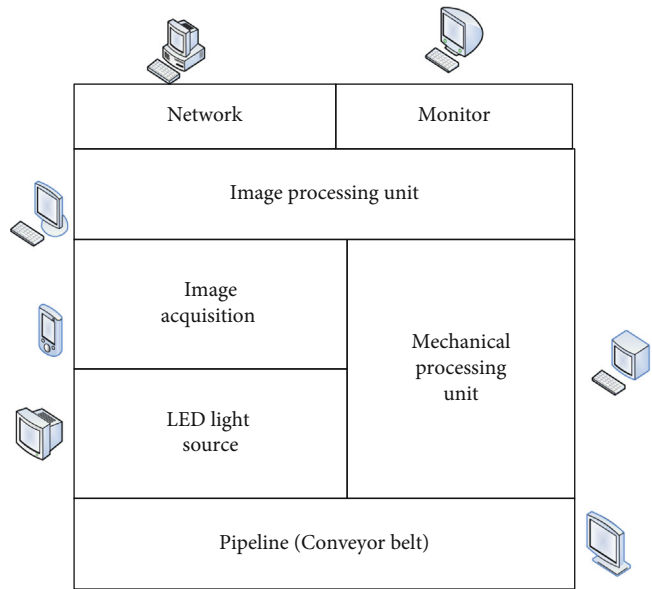 Network
Monitor
Image processing unit
Image
acquisition
Mechanical
processing
unit
LED light
source
Pipeline (Conveyor belt)